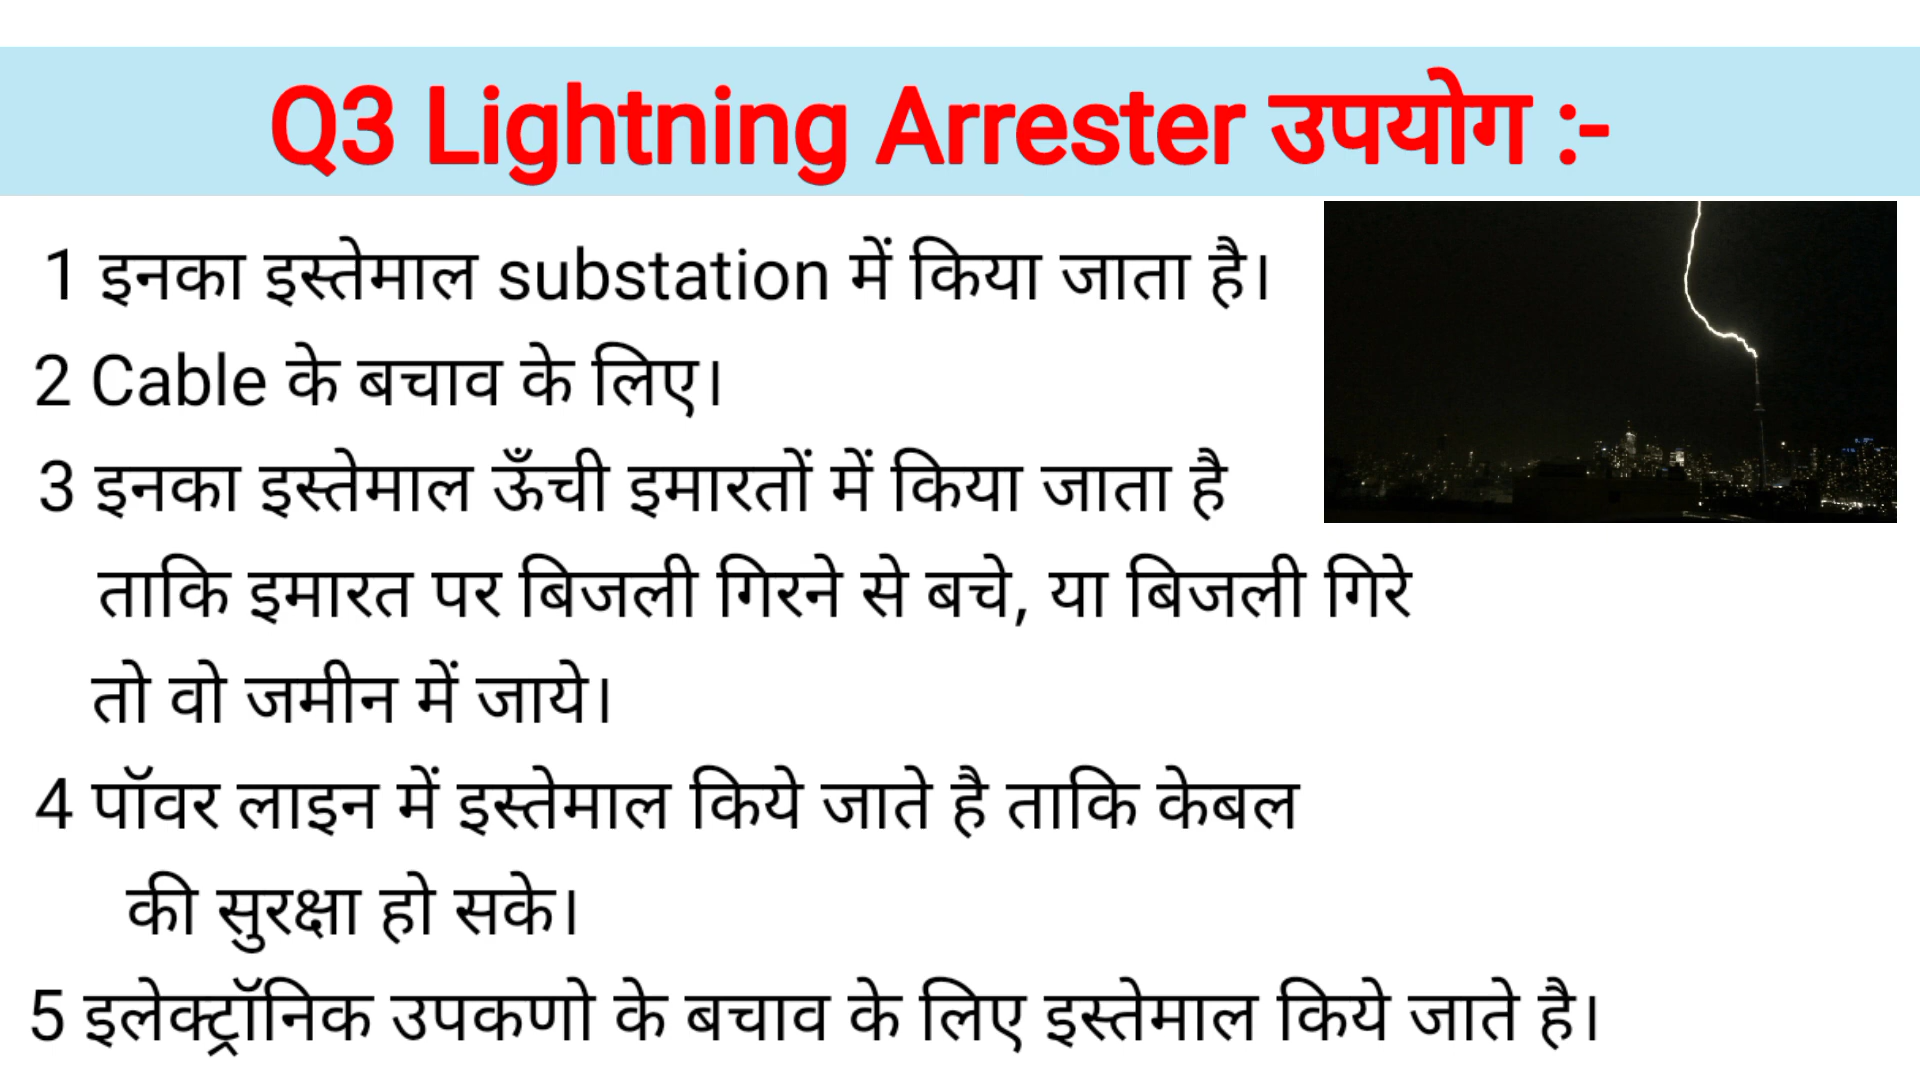 Q3 Lightning Arrester उपयोग :-
1 इनका इस्तेमाल substation में किया जाता है।
2 Cable के बचाव के लिए।
3 इनका इस्तेमाल ऊँची इमारतों में किया जाता है
ताकि इमारत पर बिजली गिरने से बचे, या बिजली गिरे
तो वो जमीन में जाये।
4 पॉवर लाइन में इस्तेमाल किये जाते है ताकि केबल
की सुरक्षा हो सके।
5 इलेक्ट्रॉनिक उपकणो के बचाव के लिए इस्तेमाल किये जाते है।